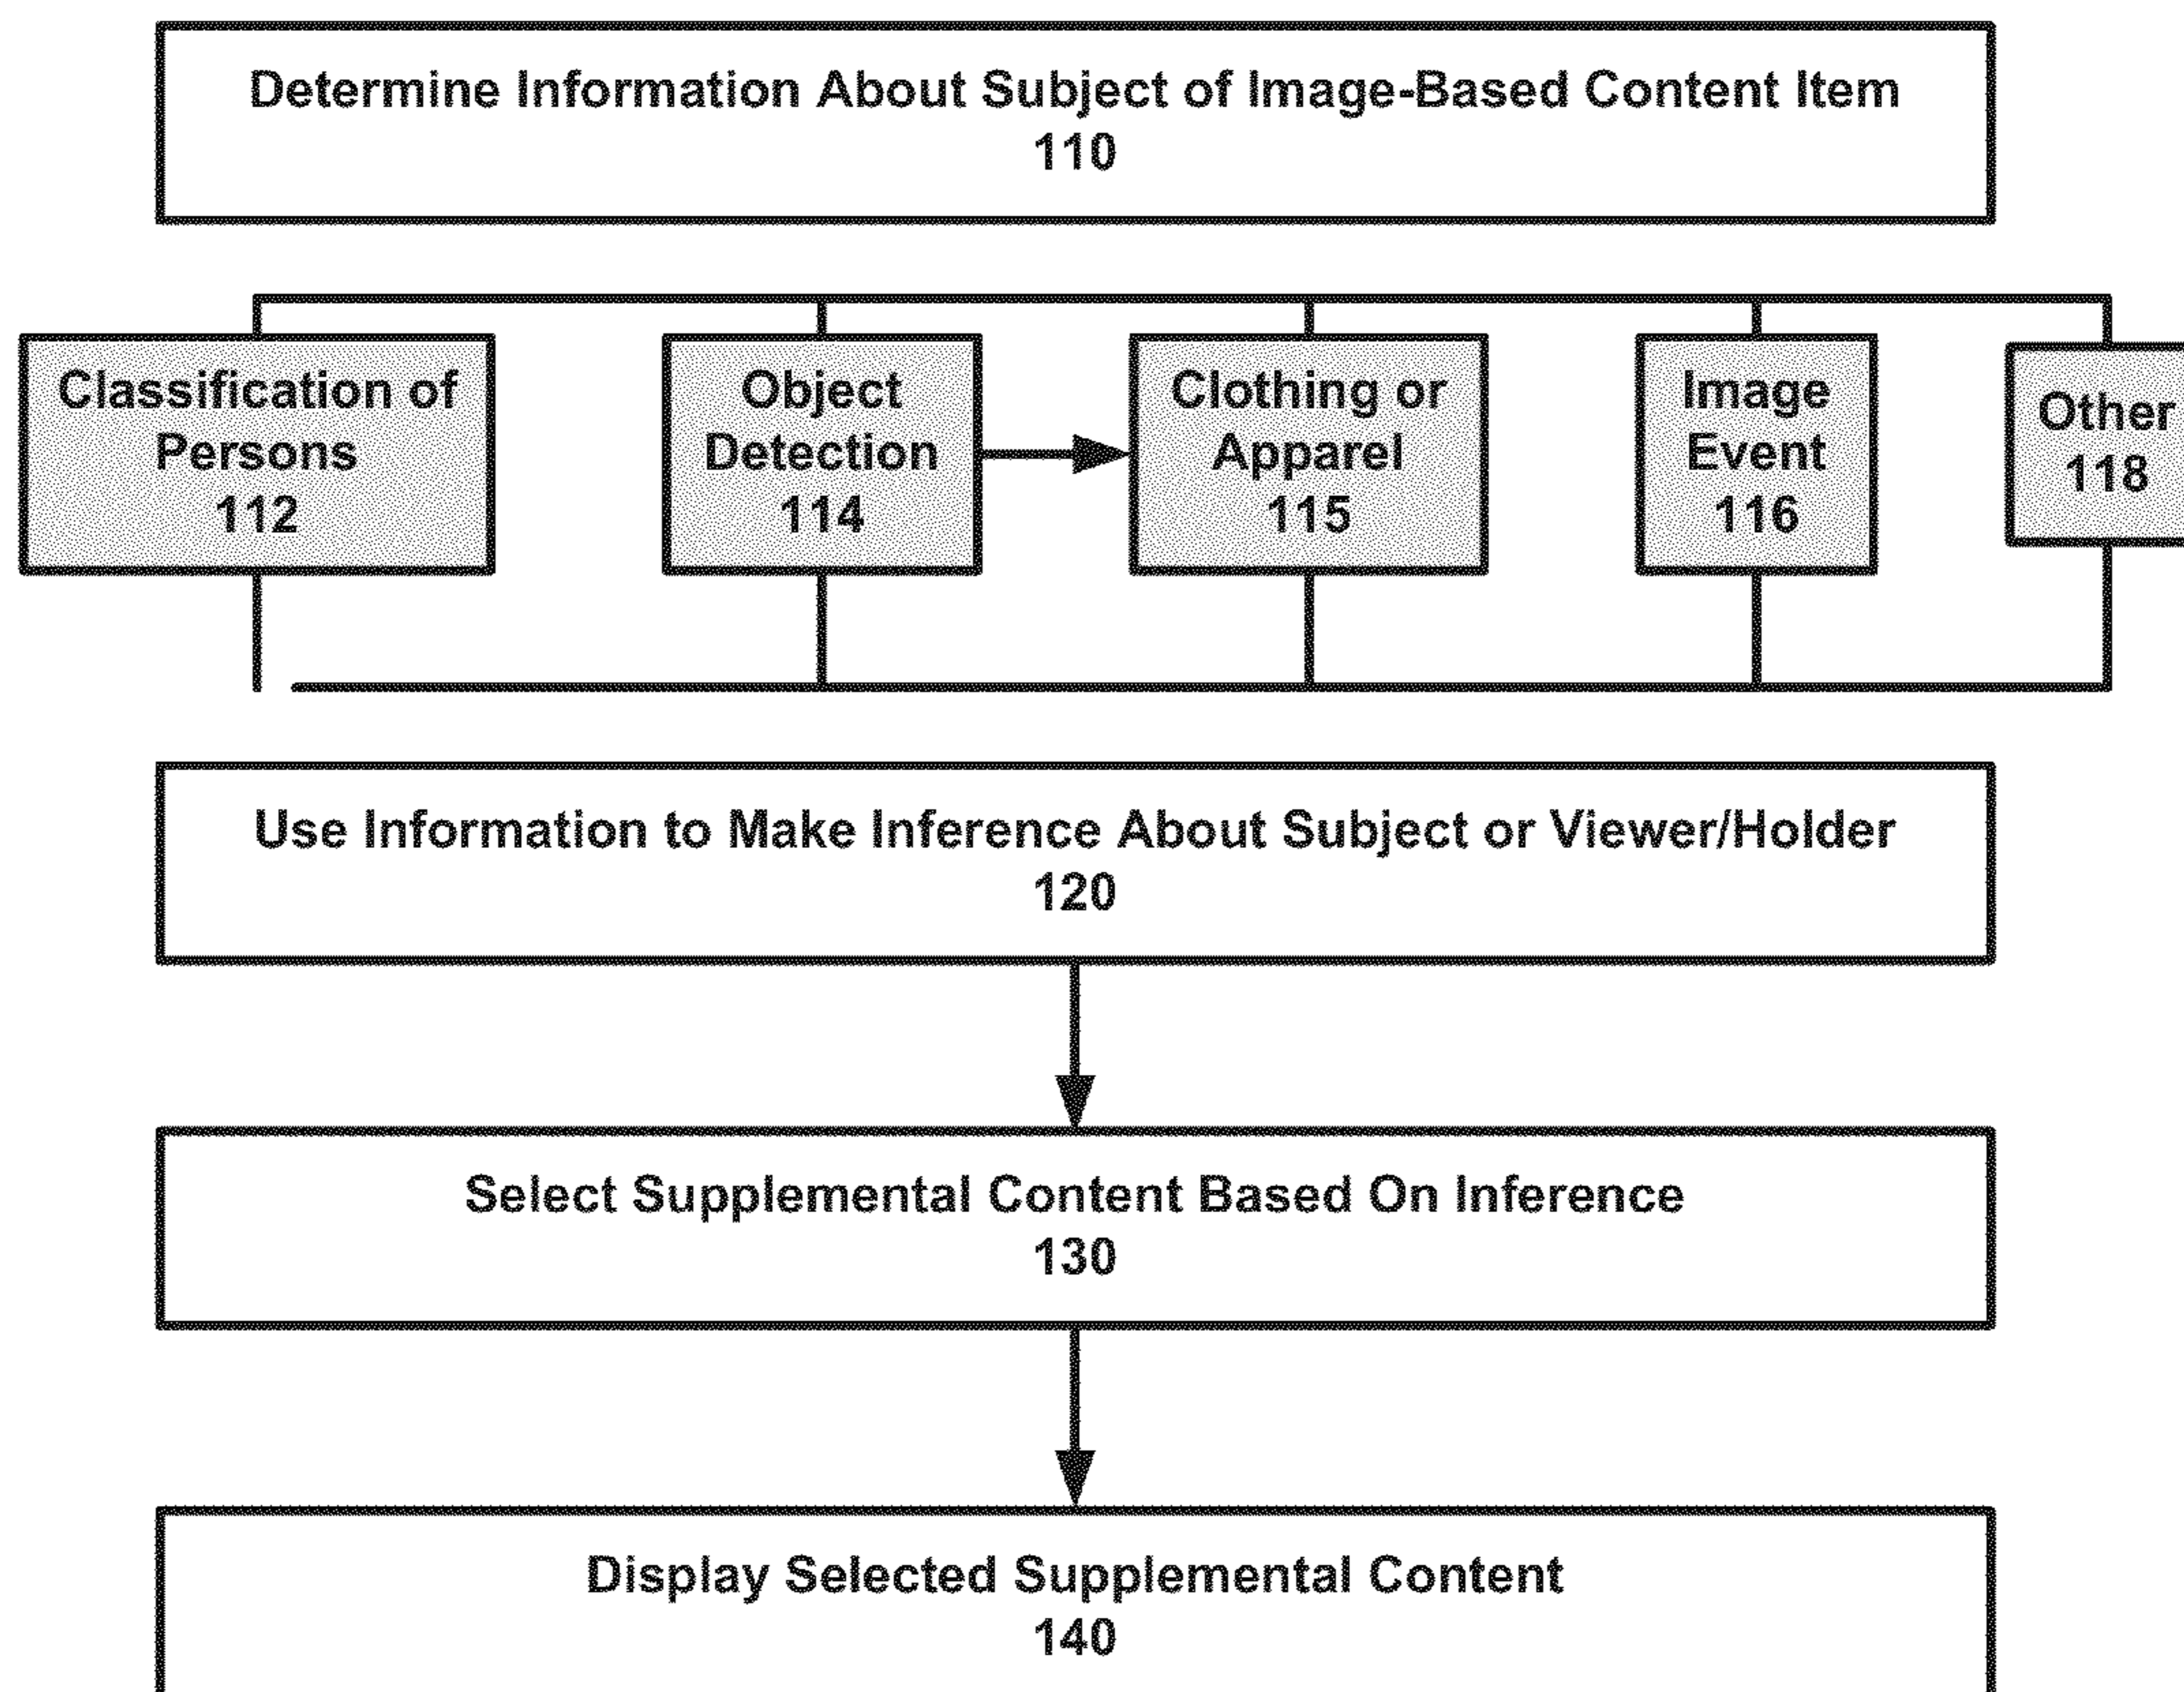 Determine Information About Subject of Image-Based Content Item
110
Classification of
Persons
112
Object
Detection
114
Clothing or
Apparel
115
Image
Event
116
Other
118
Use Information to Make Inference About Subject or Viewer/Holder
120
Select Supplemental Content Based On Inference
130
Display Selected Supplemental Content
140